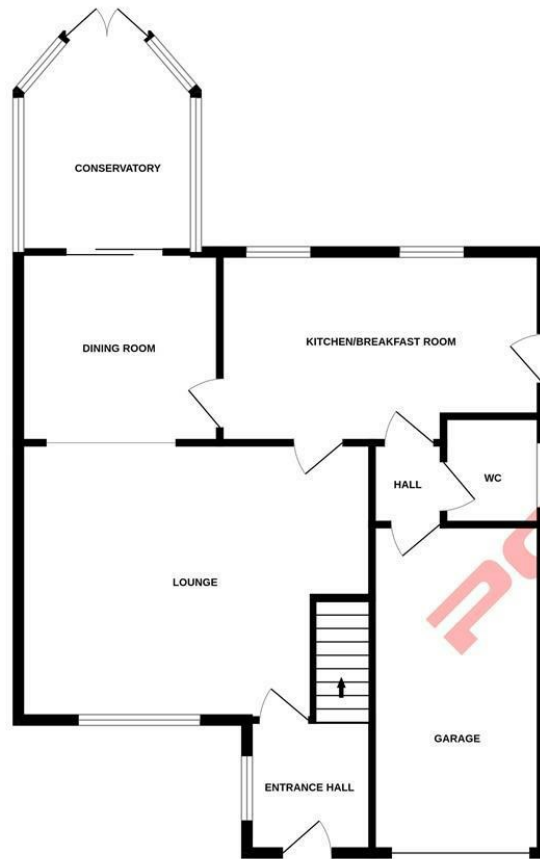 CONSERVATORY
DINING ROOM
KITCHEN/BREAKFAST ROOM
HALL
WC
LOUNGE
GARAGE
ENTRANCE HALL